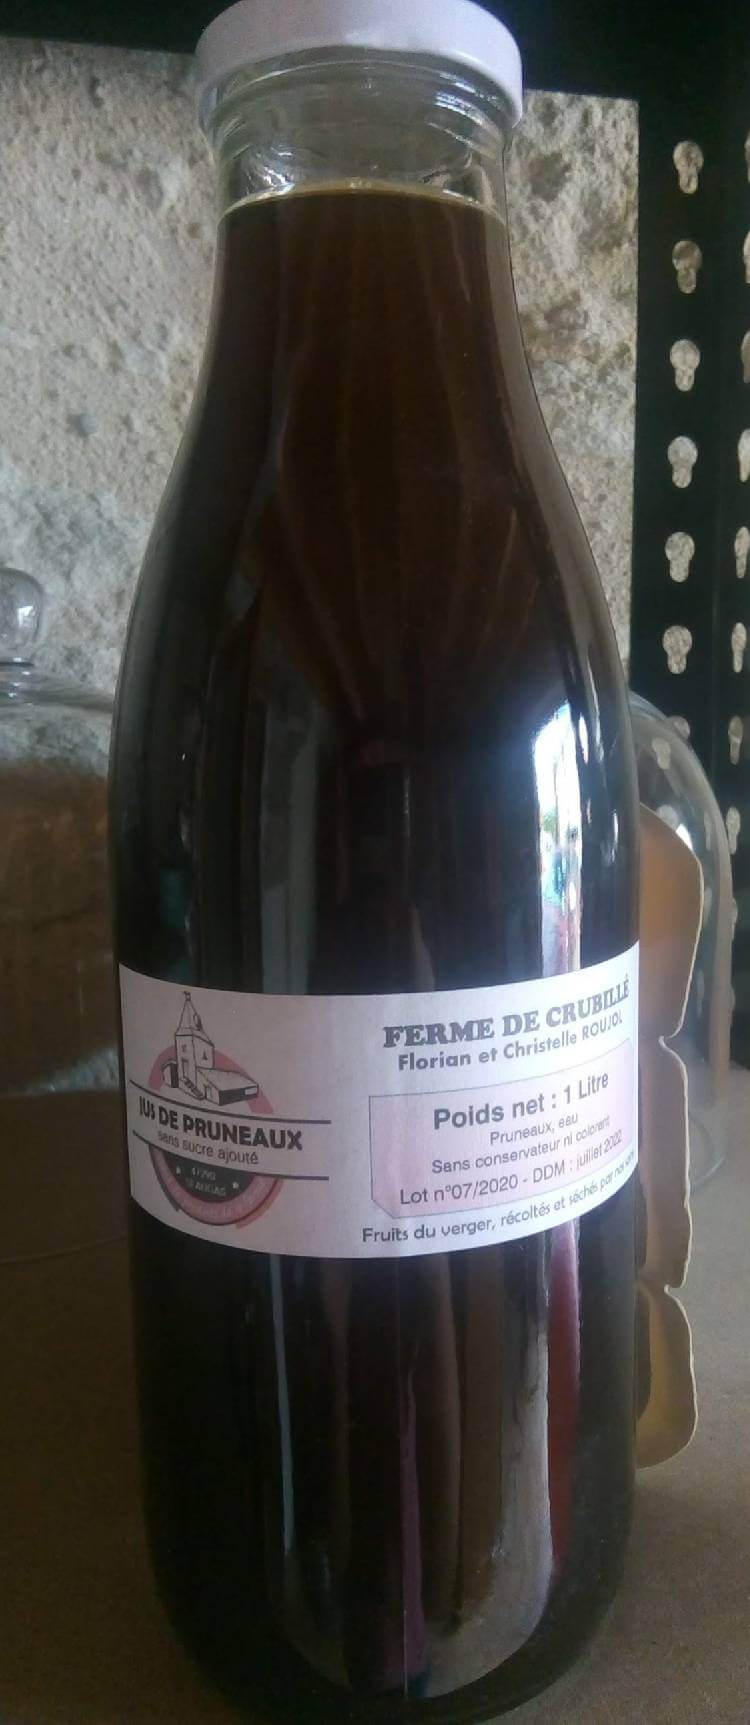 JUS DE PRUNEAUX
sans sucre ajouté
47290
FERME DE CRUBILLÉ
Florian et Christelle ROUJOL
Poids net : 1 Litre
Pruneaux, eau
Sans conservateur ni colorant
Lot n°07/2020 - DDM : juillet 2022
Fruits du verger, récoltés et séchés par nos